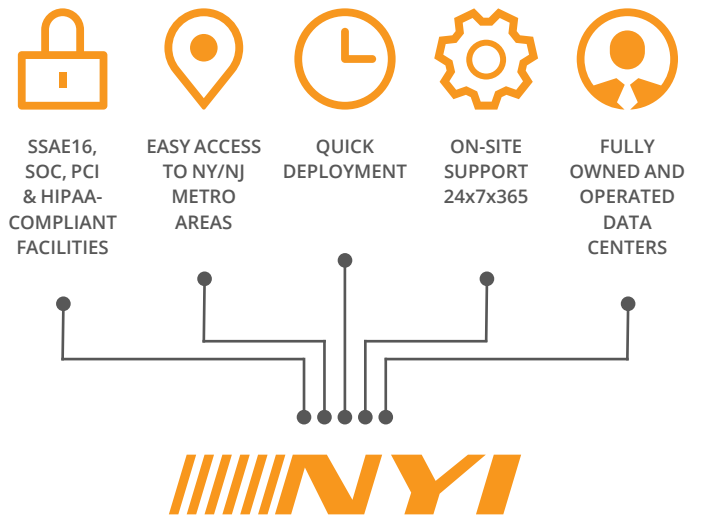 SSAE16,
SOC, PCI
& HIPAA-
COMPLIANT
FACILITIES
EASY ACCESS
TO NY/NJ
METRO
AREAS
QUICK
DEPLOYMENT
ON-SITE
SUPPORT
24x7x365
FULLY
OWNED AND
OPERATED
DATA
CENTERS
NYI